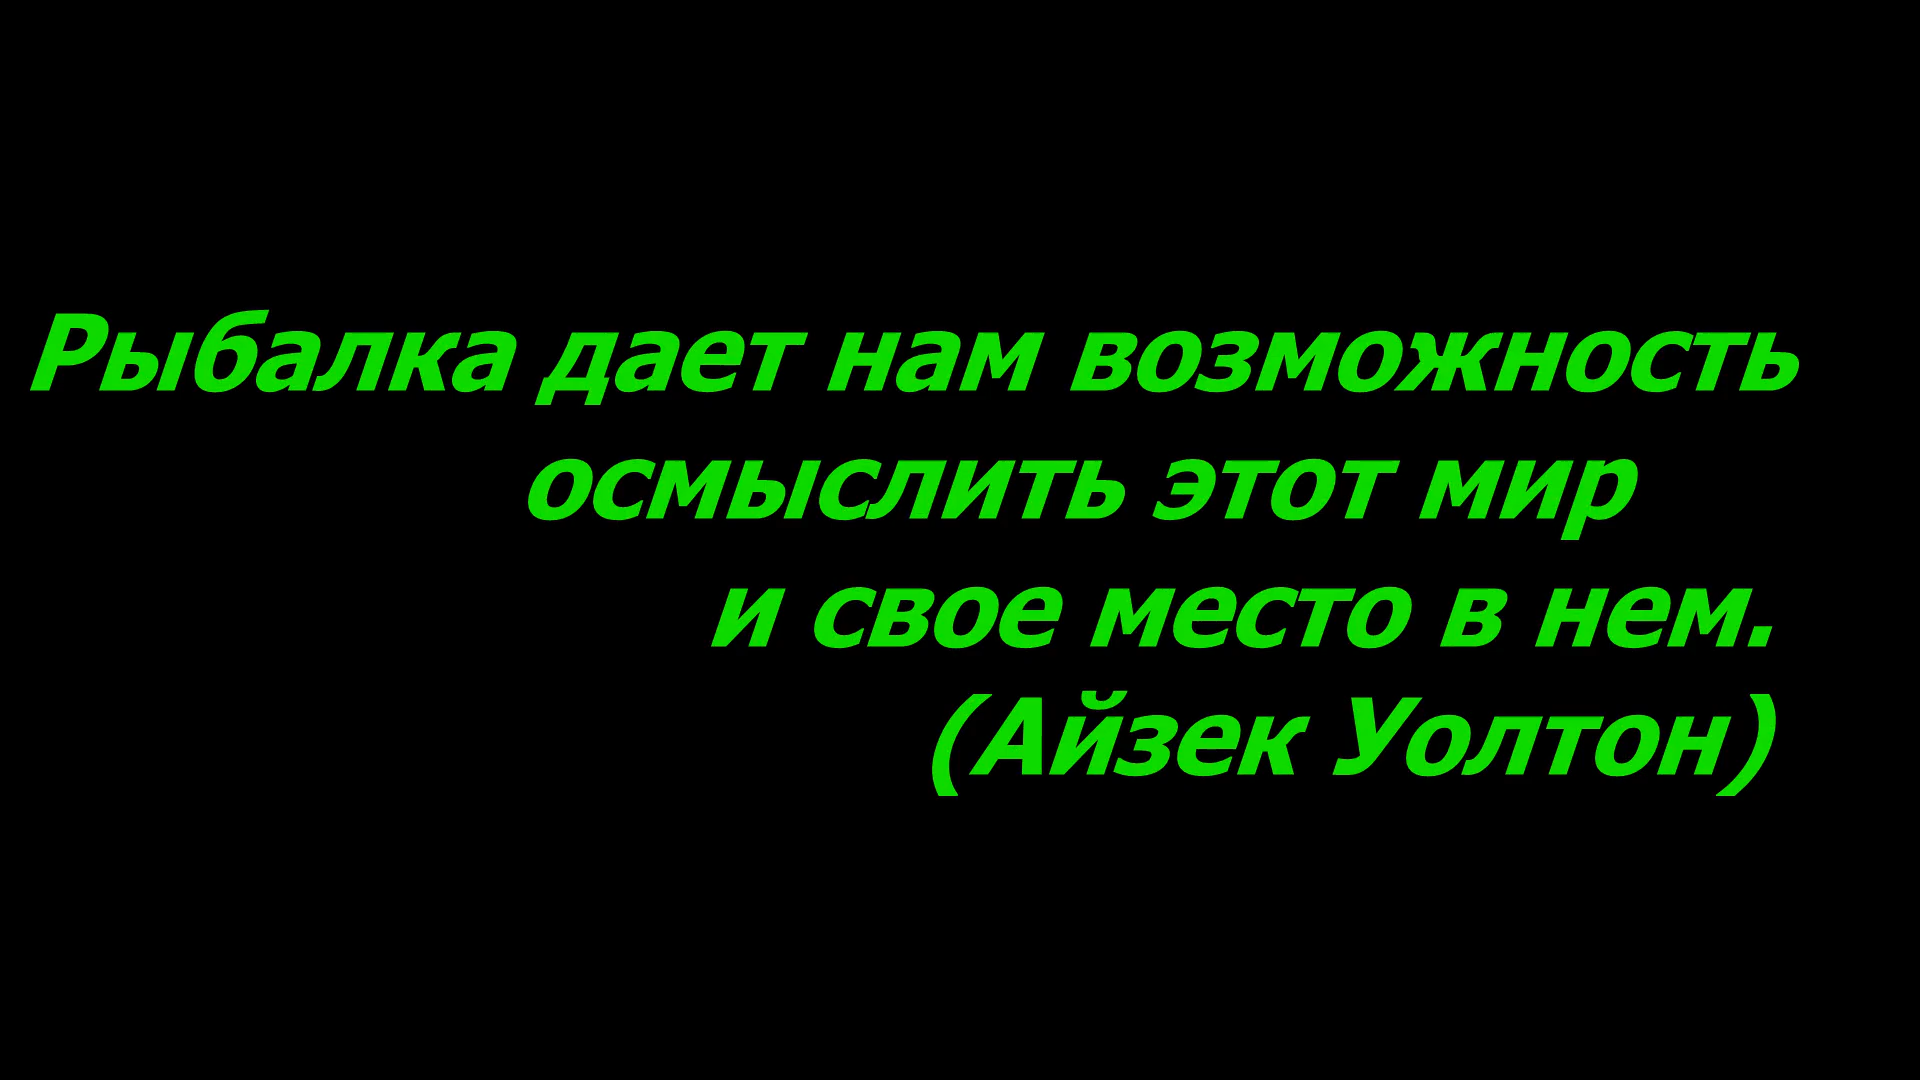 Рыбалка дает нам возможность
осмыслить этот мир
и свое место в нем.
(Айзек Уолтон)